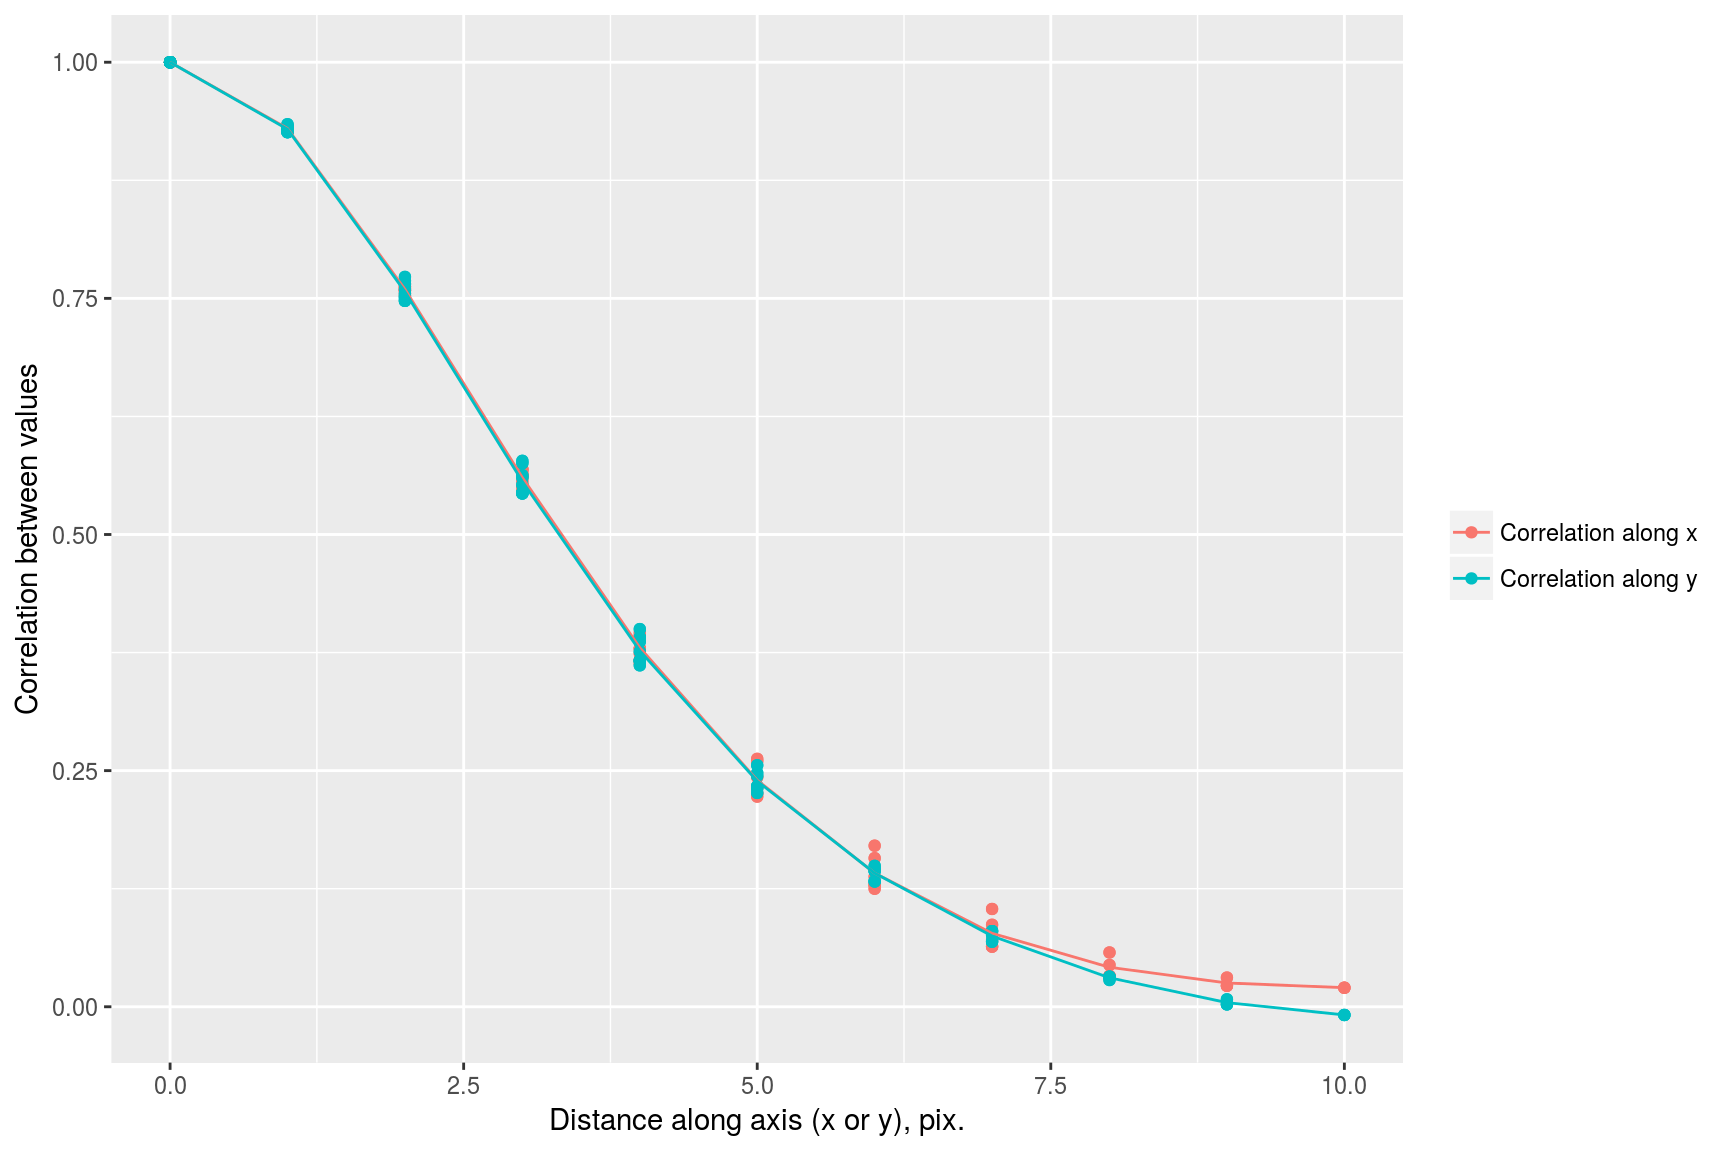 1.00
0.75
0.50
0.25
0.00
Correlation between values
0.0 2.5 5.0 7.5 10.0
Distance along axis (x or y), pix.
Correlation along x
Correlation along y